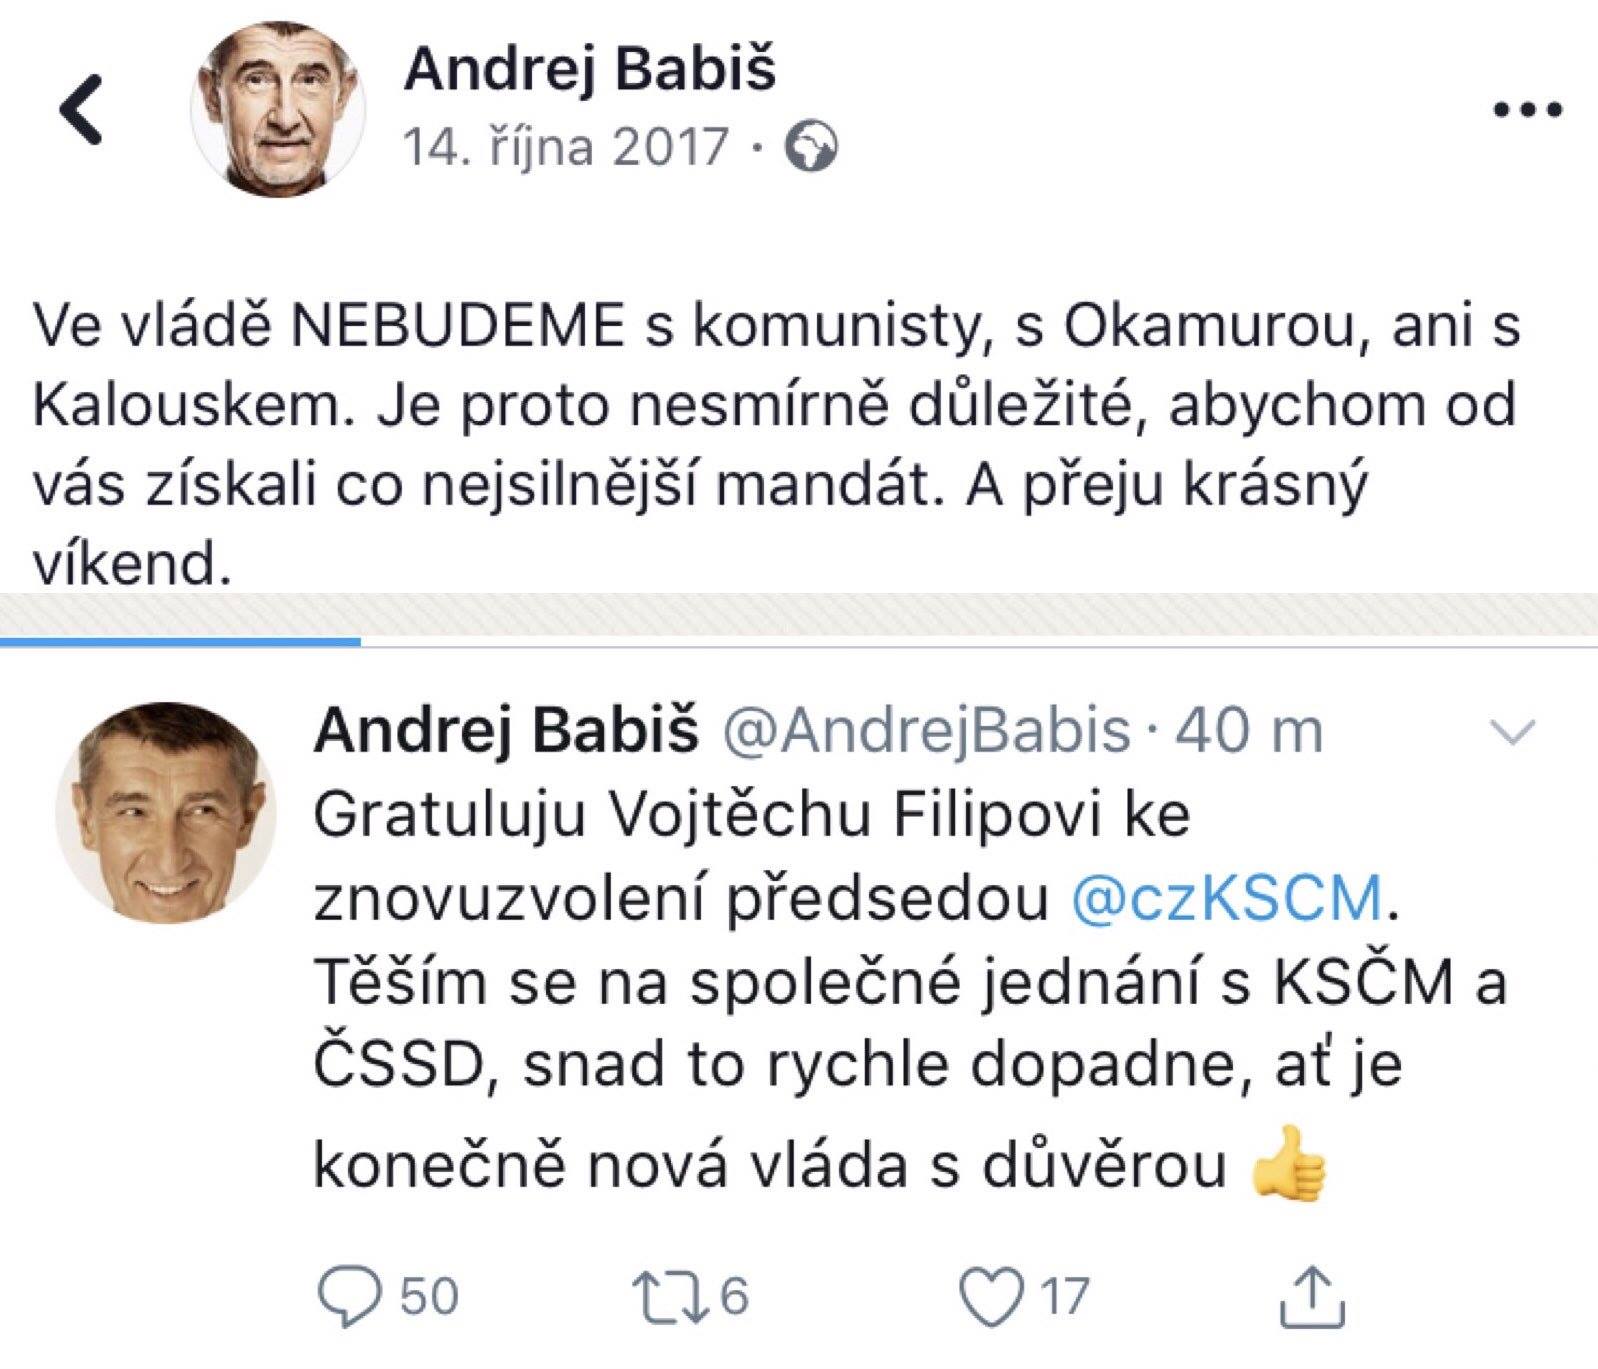 Andrej Babiš
14. října 2017 ·
Ve vládě NEBUDEME s komunisty, s Okamurou, ani s
Kalouskem. Je proto nesmírně důležité, abychom od
vás získali co nejsilnější mandát. A přeju krásný
víkend.
Andrej Babiš @AndrejBabis · 40 m
Gratuluju Vojtěchu Filipovi ke
znovuzvolení předsedou @czKSCM.
Těším se na společné jednání s KSČM a
ČSSD, snad to rychle dopadne, ať je
konečně nová vláda s důvěrou 👍
50 6 17